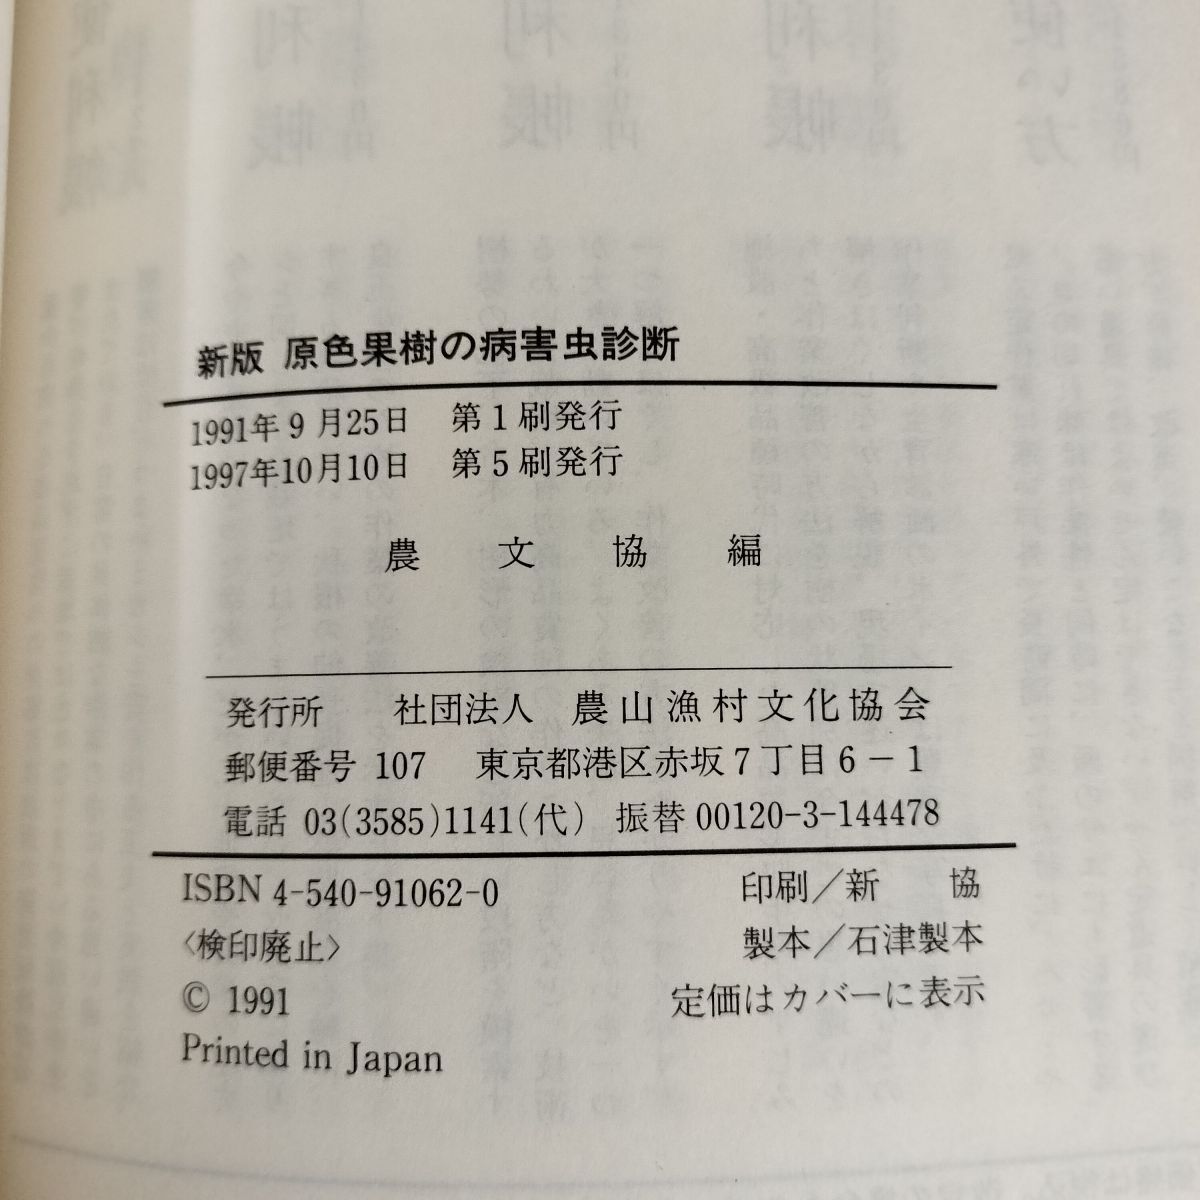 新版 原色果樹の病害虫診断
1991年9月25日 第1刷発行
1997年10月10日 第5刷発行
農文協編
発行所 社団法人 農山漁村文化協会
郵便番号 107 東京都港区赤坂7丁目6－1
電話 03(3585)1141(代) 振替 00120-3-144478
ISBN 4-540-91062-0
〈検印廃止〉
© 1991
Printed in Japan
印刷／新 協
製本／石津製本
定価はカバーに表示